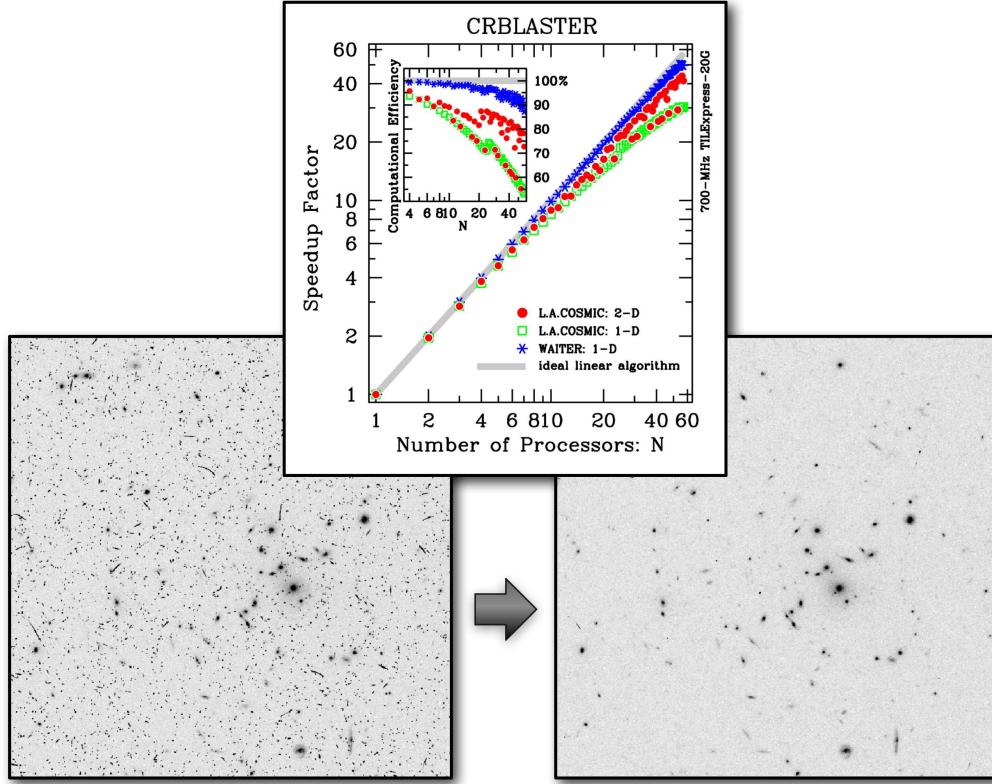 CRBLASTER
60
40
20
10
8
6
4
2
1
Speedup Factor
Computational Efficiency
100%
90
80
70
60
4 6 8 10 20 40
N
L.A.COSMIC: 2-D
L.A.COSMIC: 1-D
WAITER: 1-D
ideal linear algorithm
1 2 4 6 8 10 20 40 60
Number of Processors: N
700-MHz TILExpress-20G